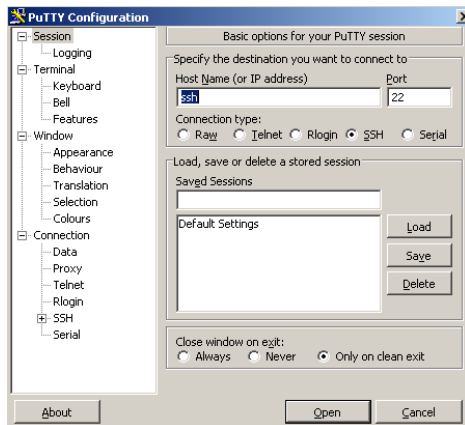 PuTTY Configuration
Session
Logging
Terminal
Keyboard
Bell
Features
Window
Appearance
Behaviour
Translation
Selection
Colours
Connection
Data
Proxy
Telnet
Rlogin
SSH
Serial
Basic options for your PuTTY session
Specify the destination you want to connect to
Host Name (or IP address) Port
ssh 22
Connection type:
Raw Telnet Rlogin SSH Serial
Load, save or delete a stored session
Saved Sessions
Default Settings
Load
Save
Delete
Close window on exit:
Always Never Only on clean exit
About Open Cancel